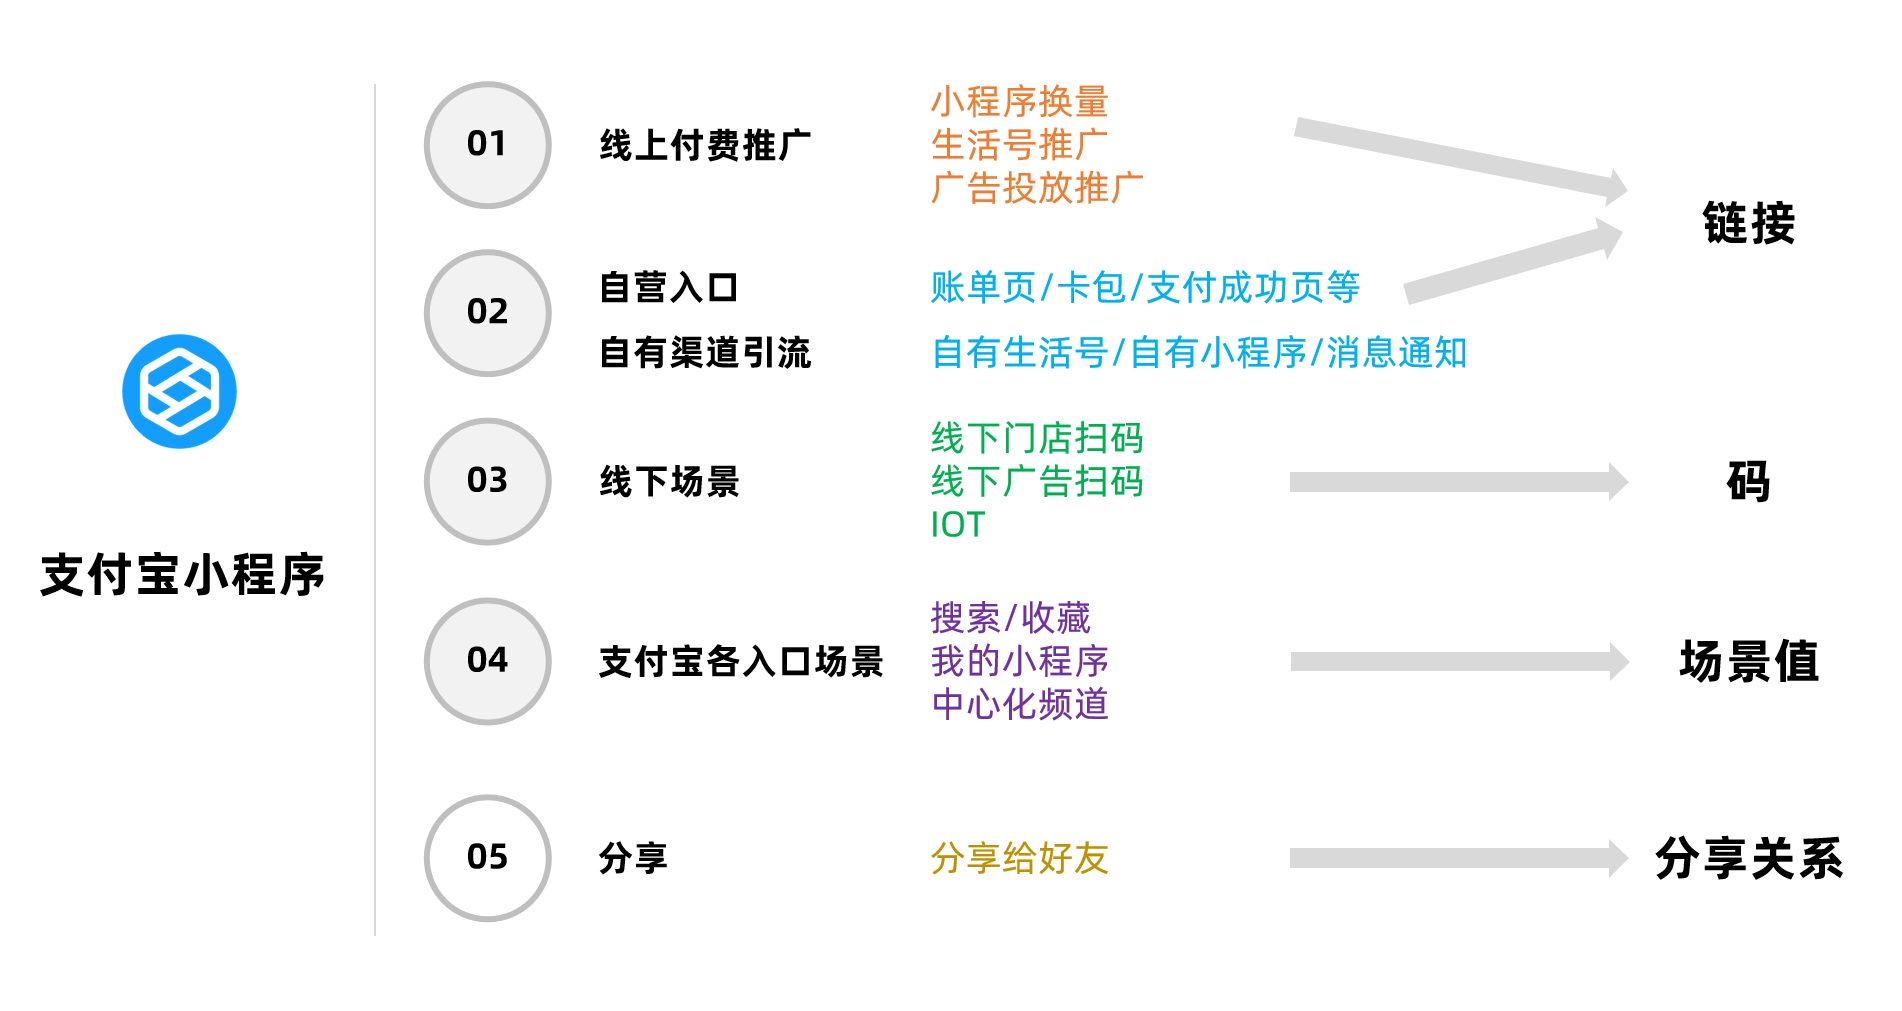 支付宝小程序
01
线上付费推广
小程序换量
生活号推广
广告投放推广
链接
02
自营入口
账单页/卡包/支付成功页等
自有渠道引流
自有生活号/自有小程序/消息通知
03
线下场景
线下门店扫码
线下广告扫码
IOT
码
04
支付宝各入口场景
搜索/收藏
我的小程序
中心化频道
场景值
05
分享
分享给好友
分享关系